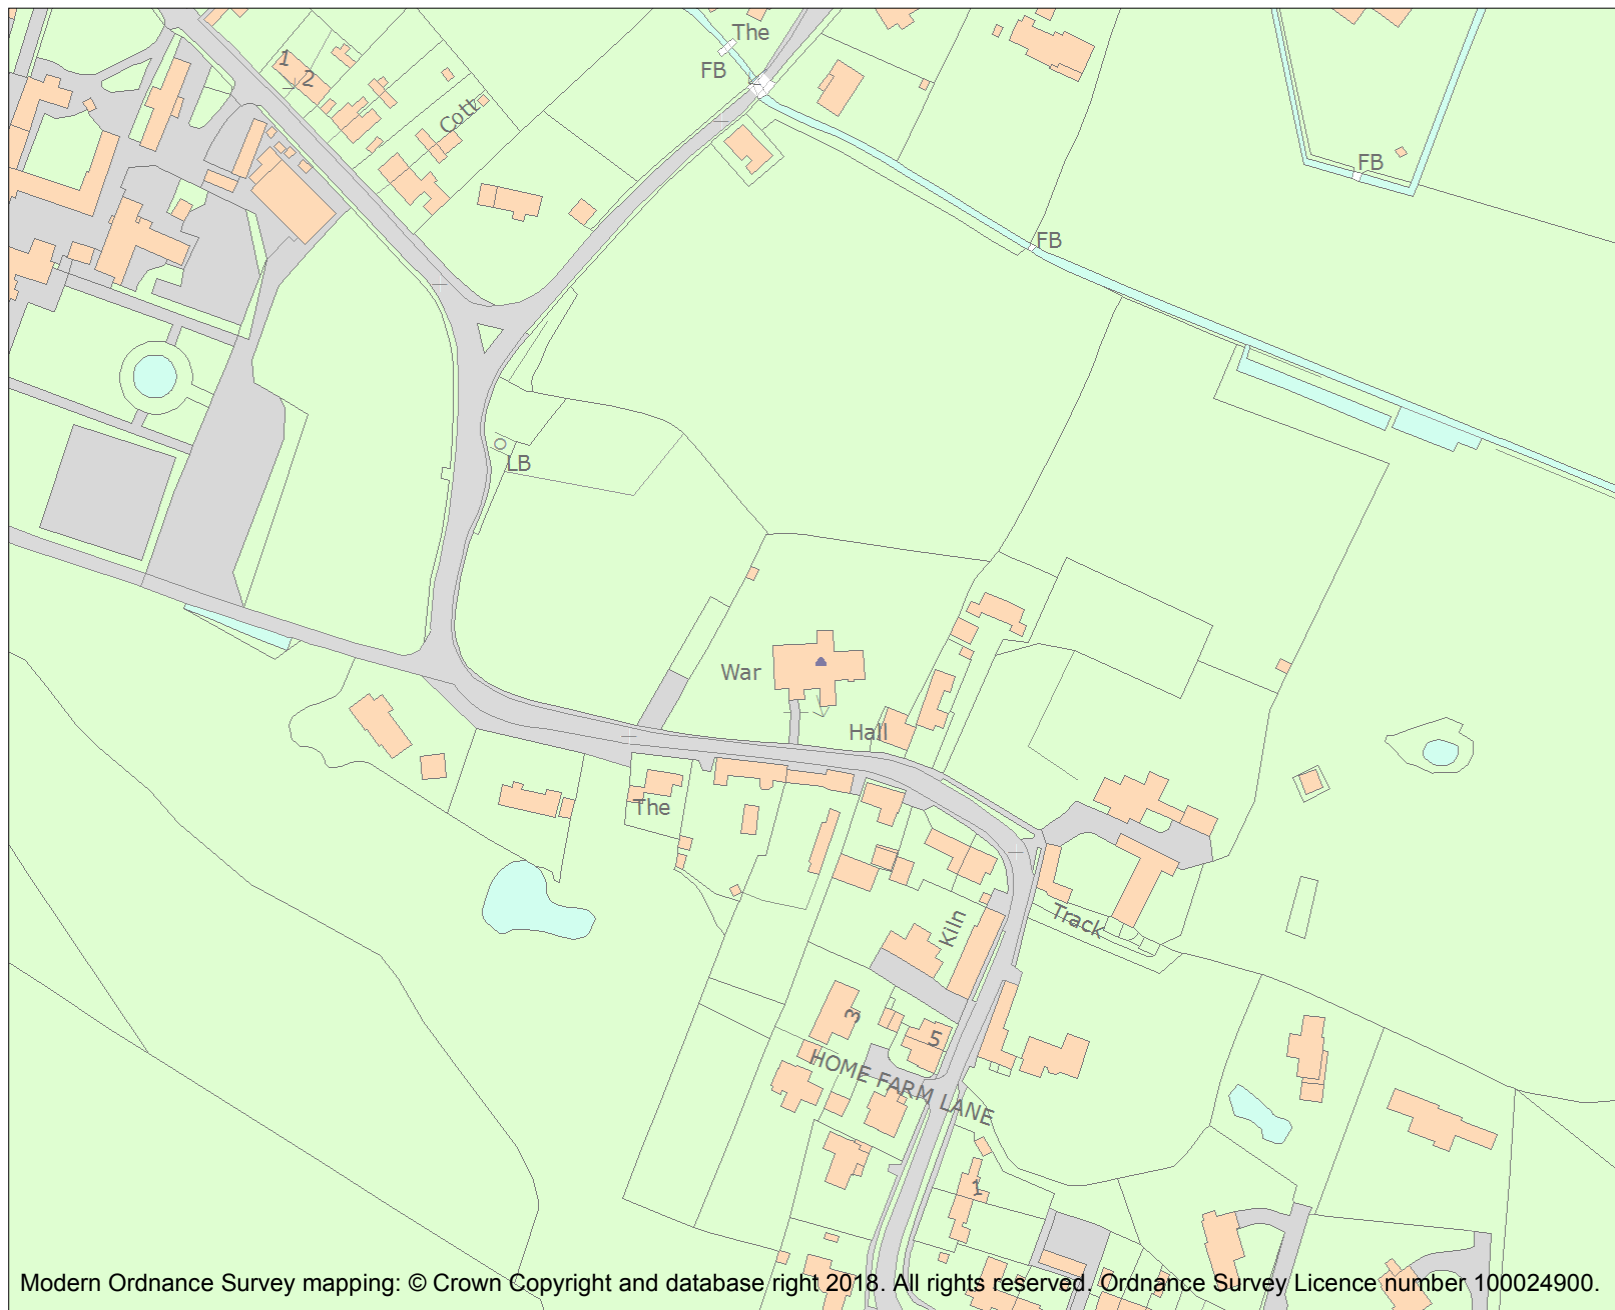 The
FB
1
2
Cott
FB
FB
LB
War
Hall
The
Track
Kiln
3
5
HOME FARM LANE
1
Modern Ordnance Survey mapping: © Crown Copyright and database right 2018. All rights reserved. Ordnance Survey Licence number 100024900.